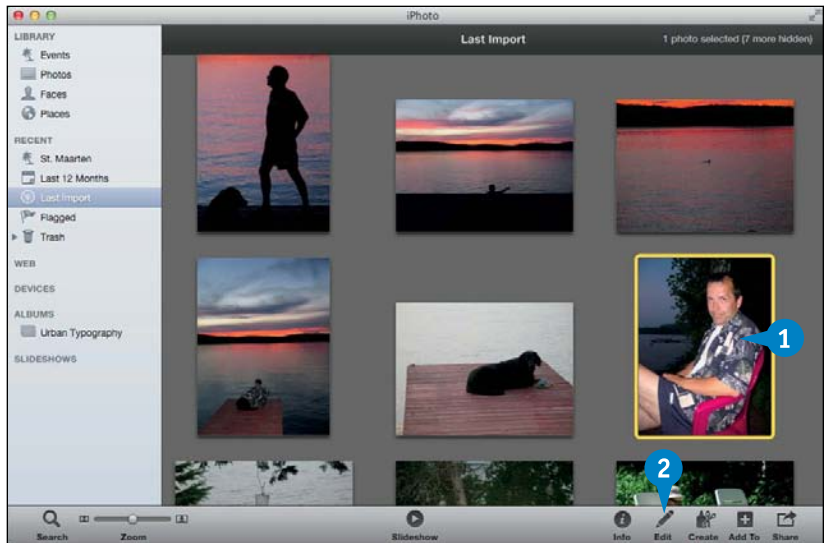 iPhoto
LIBRARY
Events
Photos
Faces
Places
RECENT
St. Maarten
Last 12 Months
Last Import
Flagged
Trash
WEB
DEVICES
ALBUMS
Urban Typography
SLIDESHOWS
Last Import
1 photo selected (7 more hidden)
1
2
Search
Zoom
Slideshow
Info
Edit
Create
Add To
Share